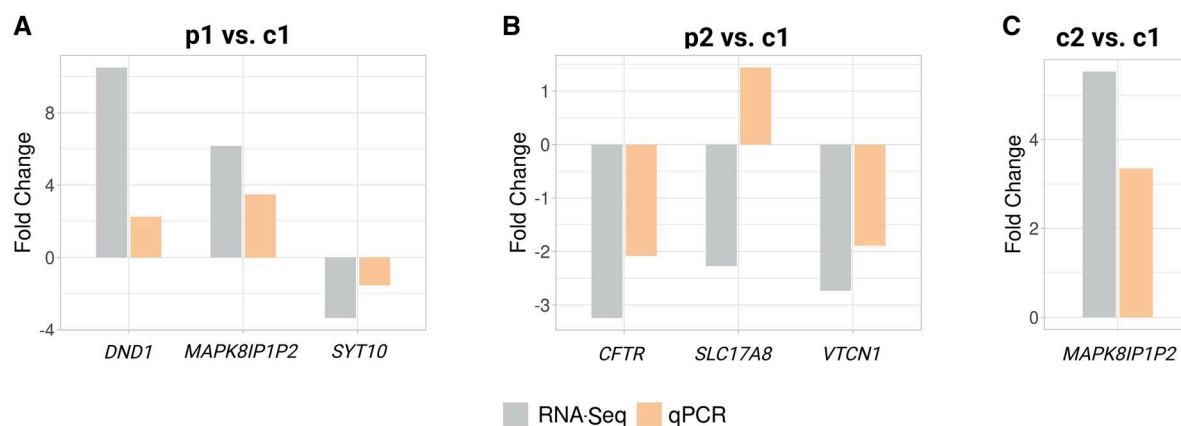 A
p1 vs. c1
Fold Change
8
4
0
-4
DND1
MAPK8IP1P2
SYT10
B
p2 vs. c1
Fold Change
1
0
-1
-2
-3
CFTR
SLC17A8
VTCN1
C
c2 vs. c1
Fold Change
4
2
0
MAPK8IP1P2
RNA-Seq
qPCR